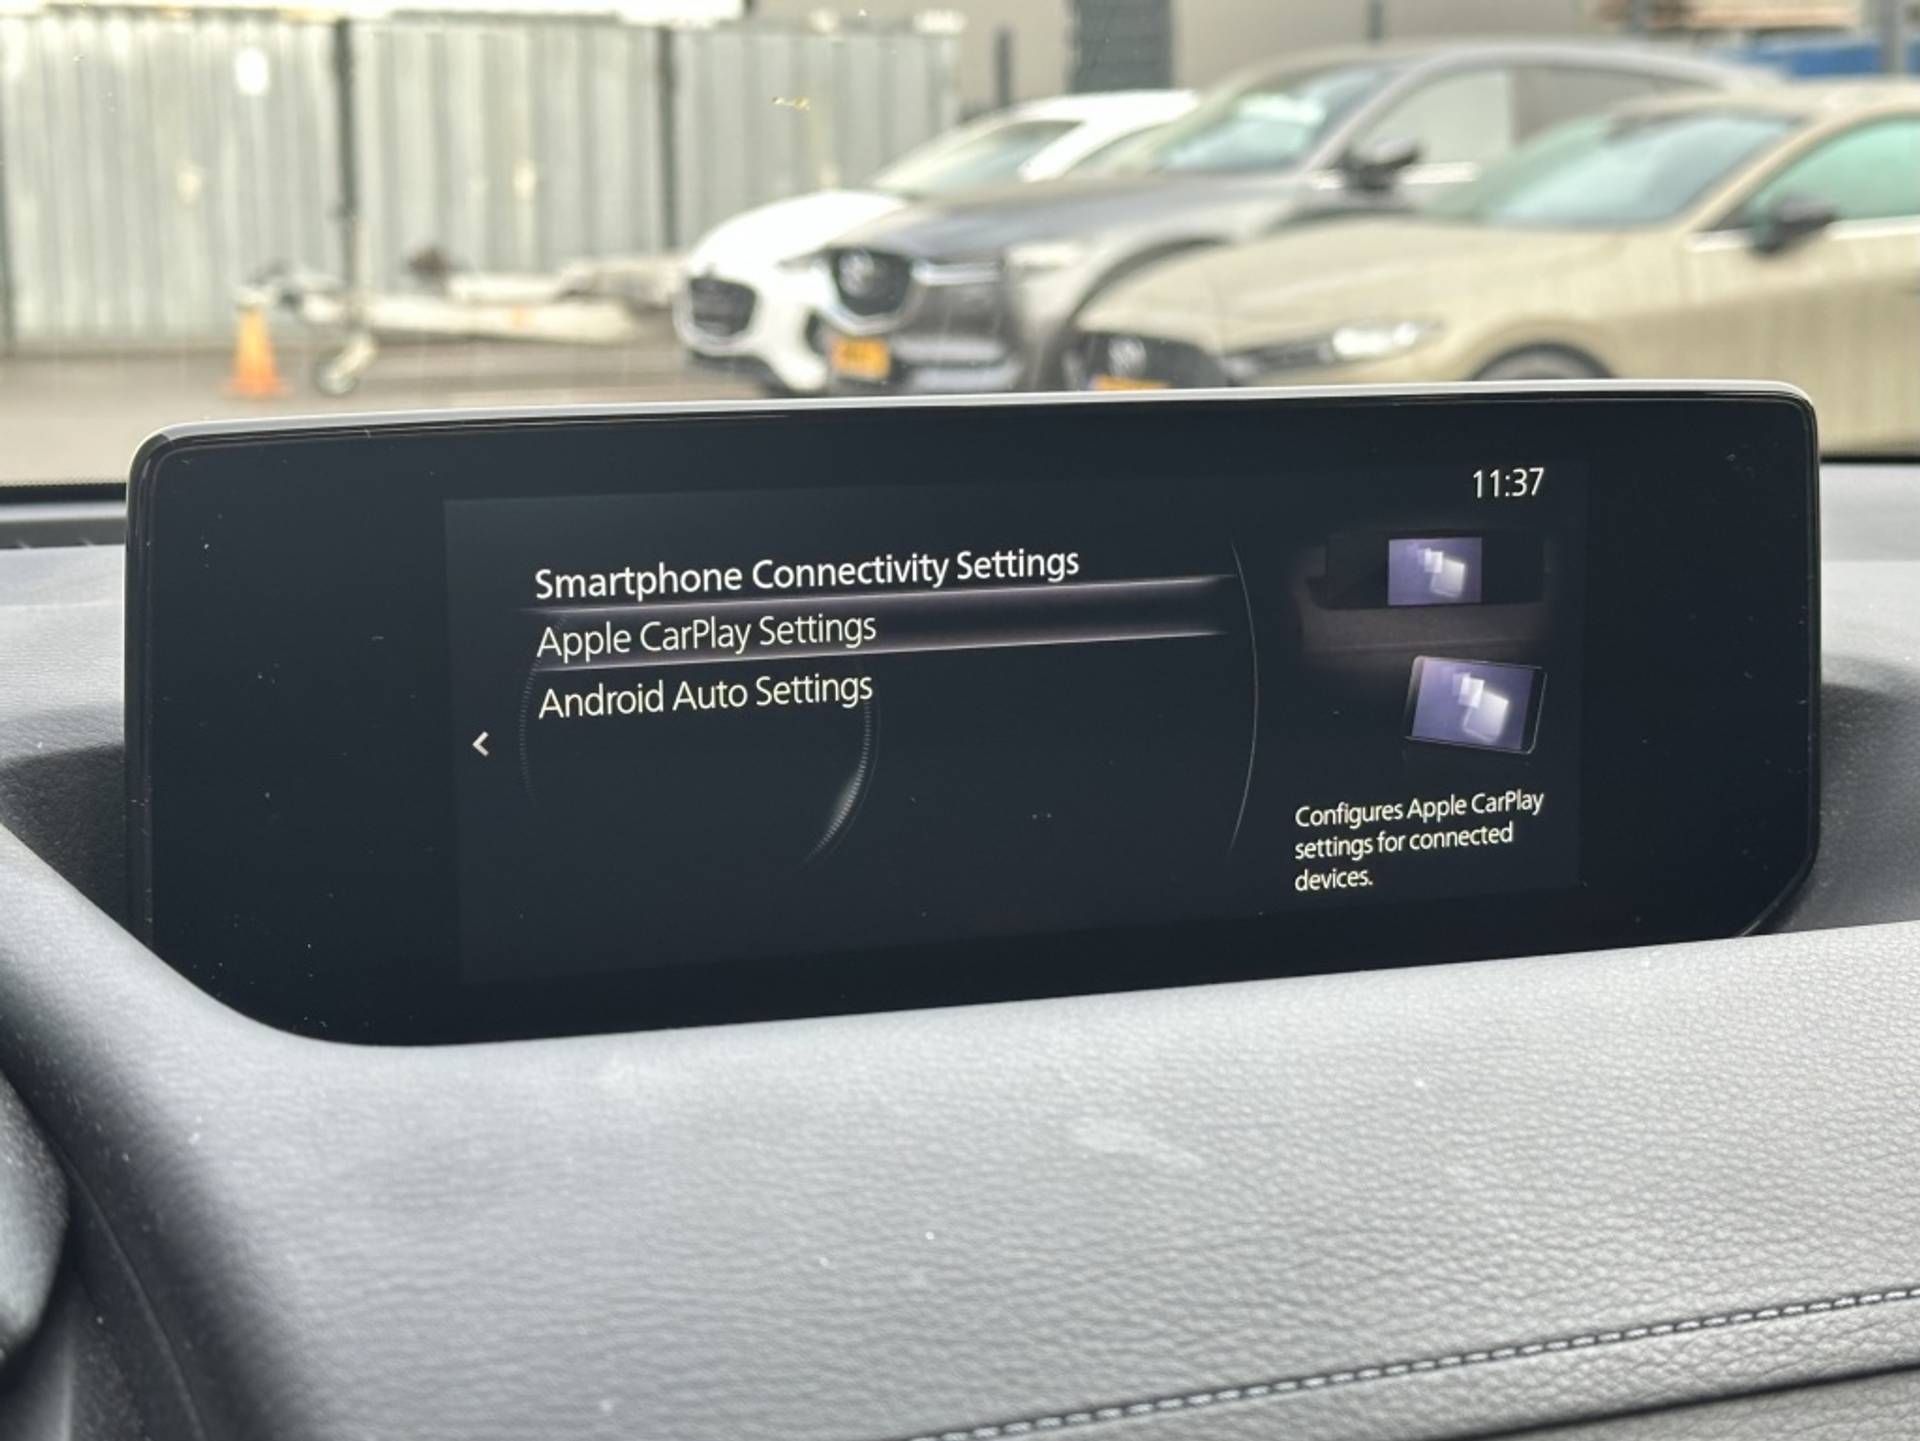 11:37
Smartphone Connectivity Settings
Apple CarPlay Settings
Android Auto Settings
Configures Apple CarPlay
settings for connected
devices.